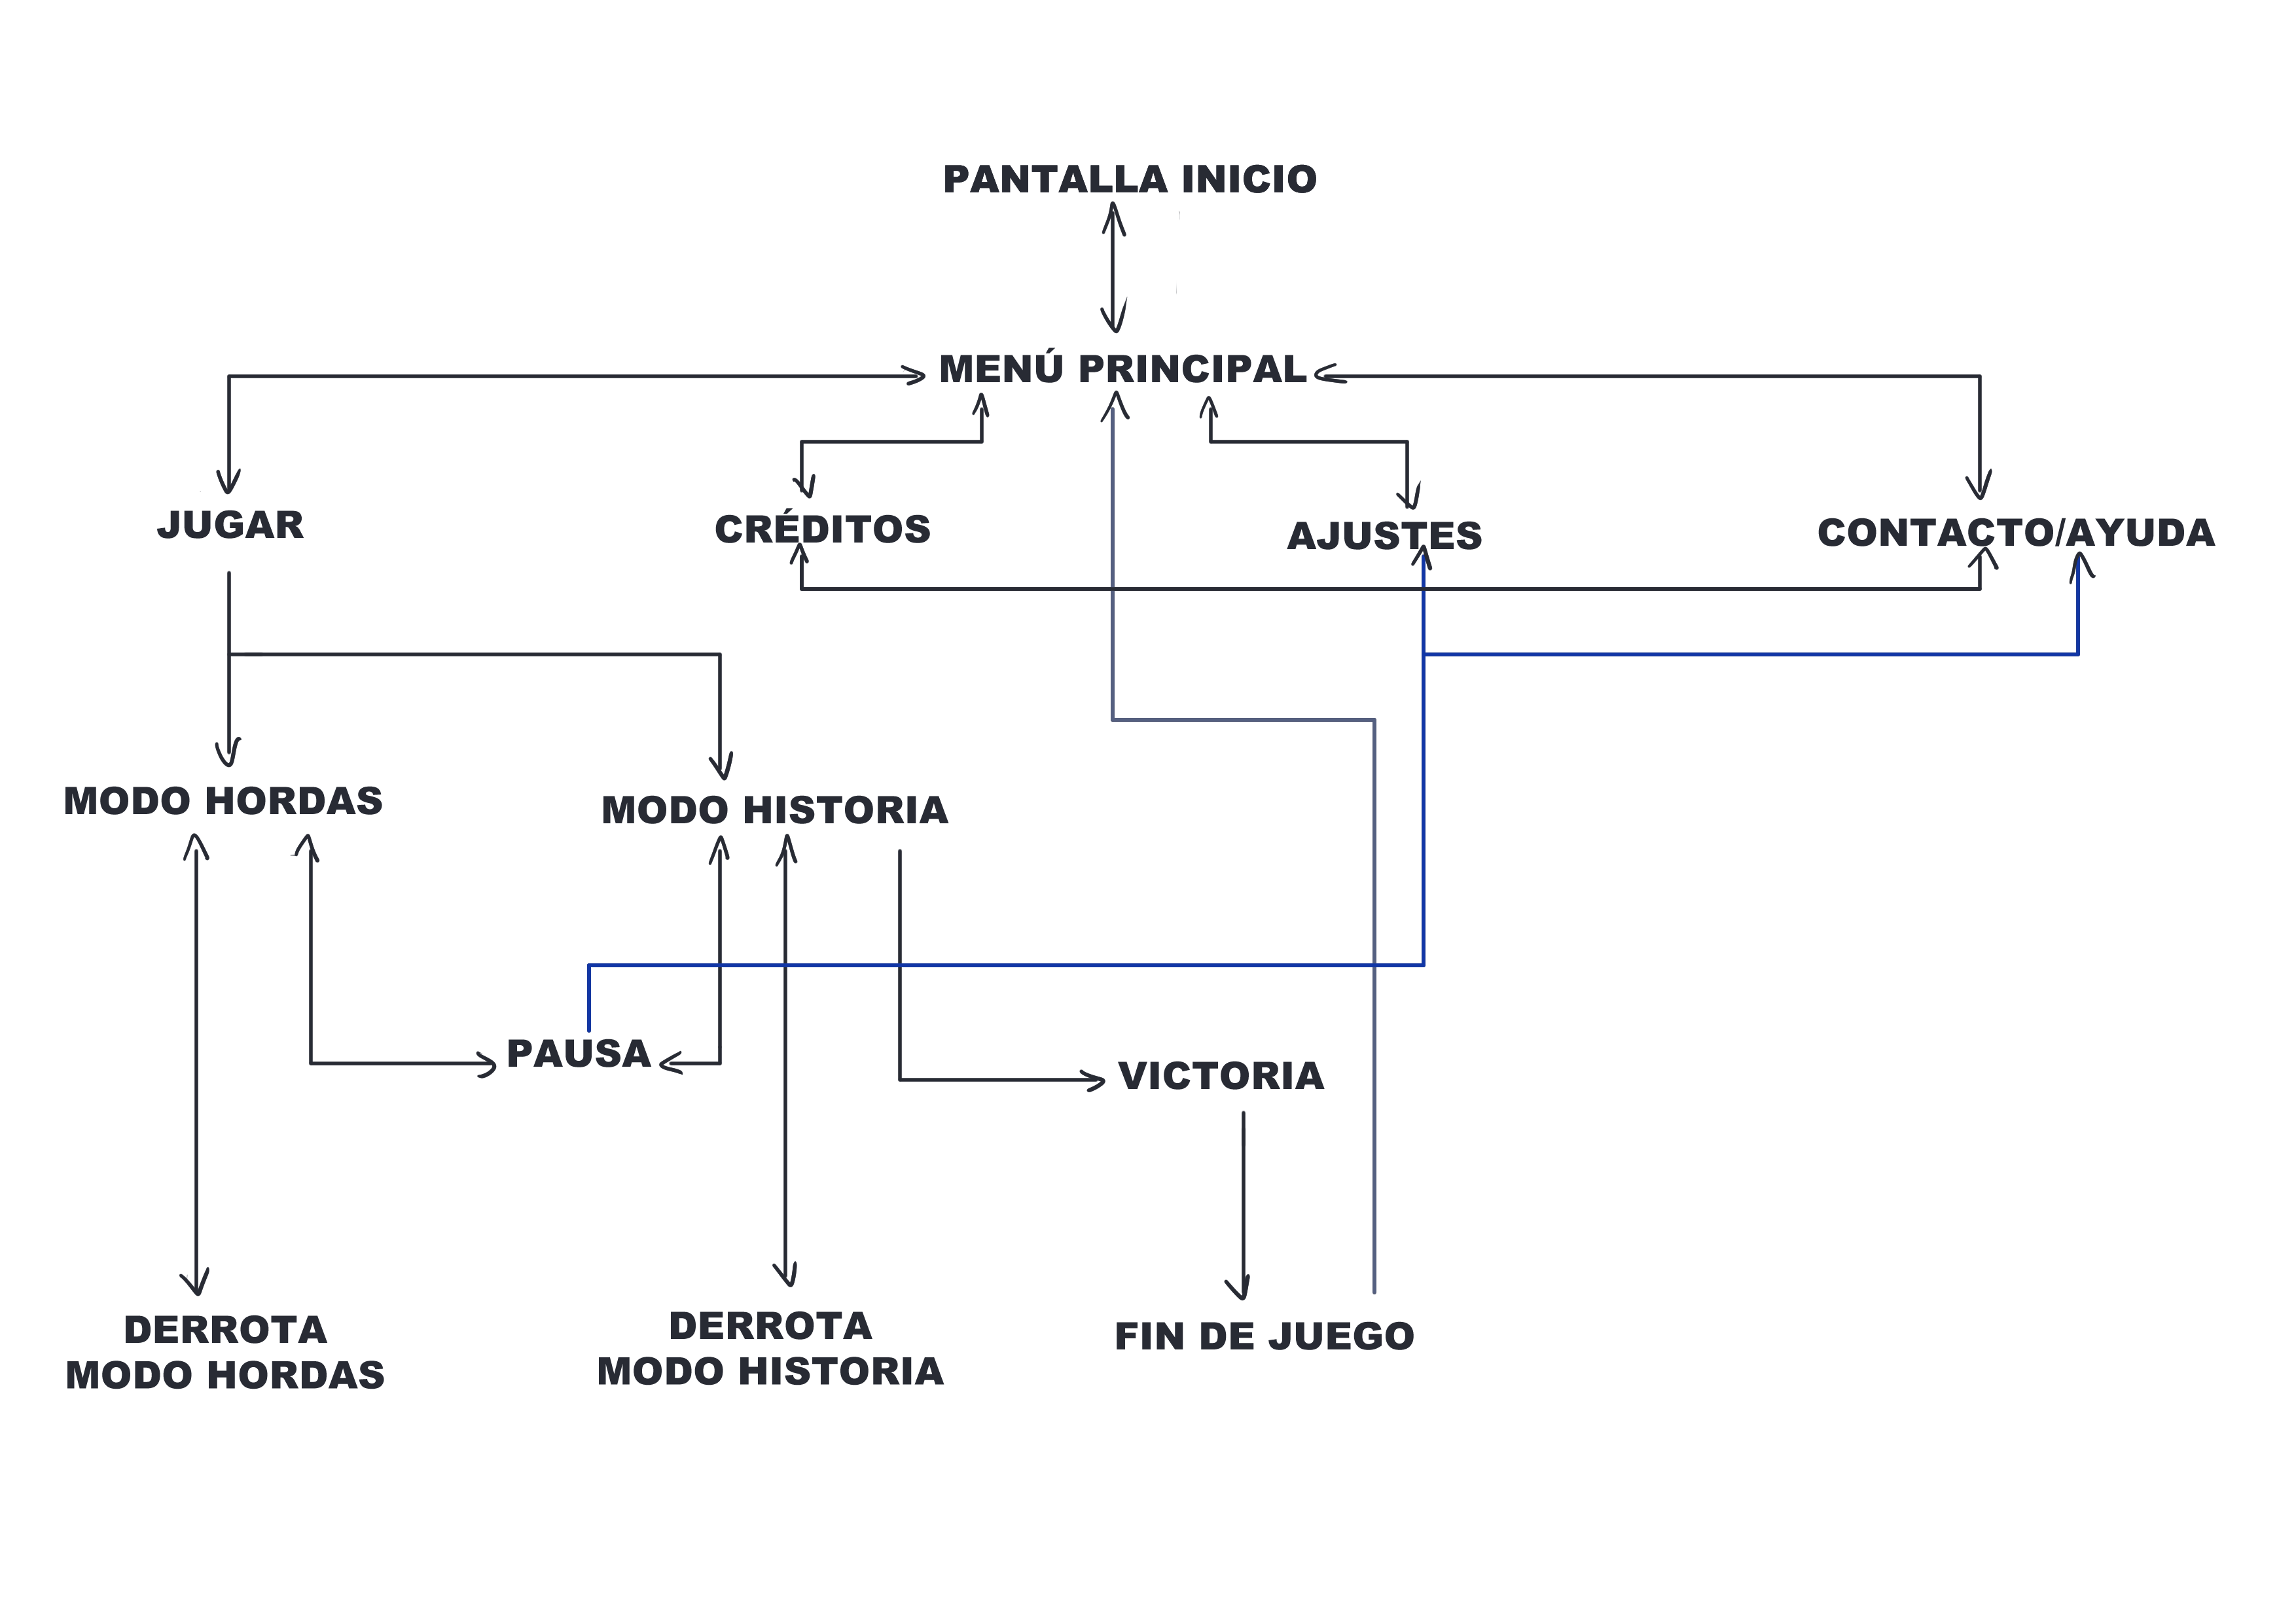 PANTALLA INICIO
MENÚ PRINCIPAL
JUGAR
CRÉDITOS
AJUSTES
CONTACTO/AYUDA
MODO HORDAS
MODO HISTORIA
PAUSA
VICTORIA
DERROTA
MODO HORDAS
DERROTA
MODO HISTORIA
FIN DE JUEGO